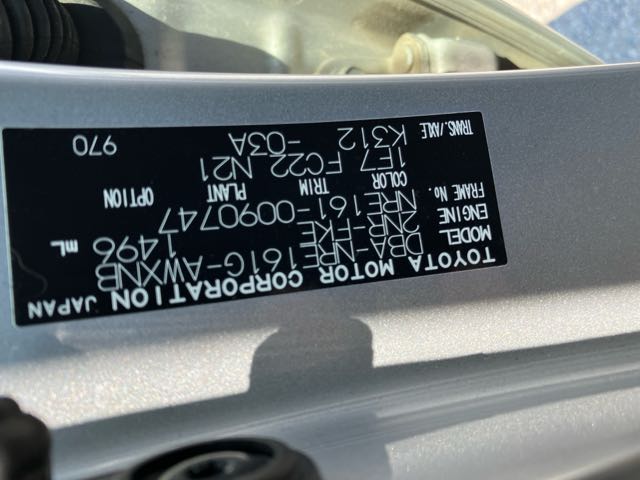 TOYOTA MOTOR CORPORATION JAPAN
MODEL DBA-NRE161G-AWXNB
ENGINE 2NR-FKE 1496 mL
FRAME No. NRE161-0090747
COLOR TRIM PLANT OPTION
1E7 FC22 N21
TRANS./AXLE K312 -03A 970